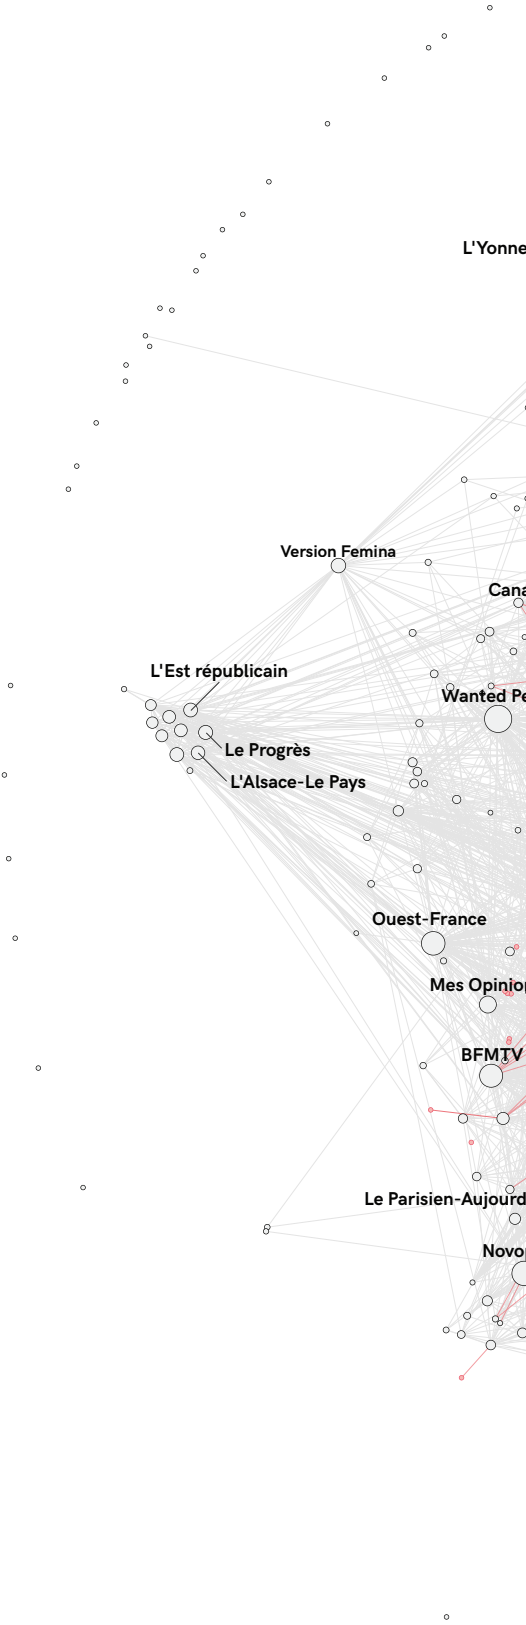 L'Yonne
Version Femina
Cana
L'Est républicain
Wanted Pe
Le Progrès
L'Alsace-Le Pays
Ouest-France
Mes Opinio
BFMTV
Le Parisien-Aujourd
Novo